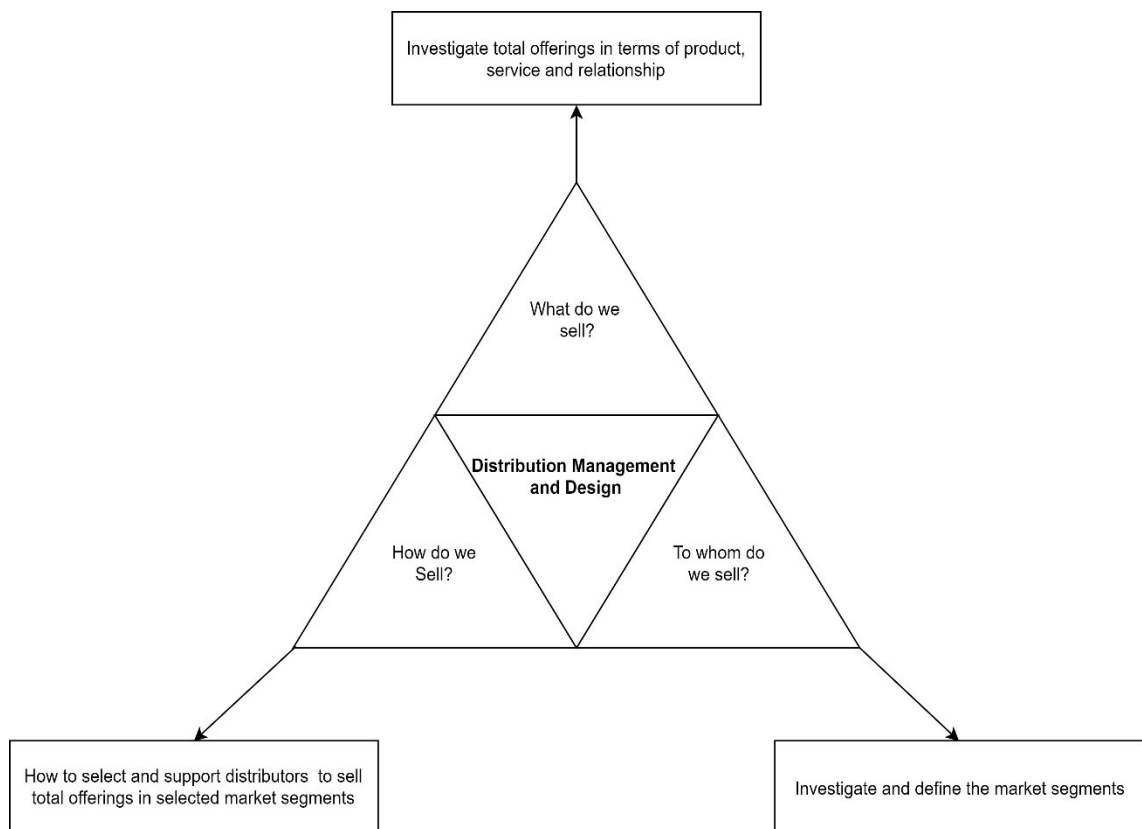 Investigate total offerings in terms of product,
service and relationship
What do we
sell?
Distribution Management
and Design
How do we
Sell?
To whom do
we sell?
How to select and support distributors to sell
total offerings in selected market segments
Investigate and define the market segments